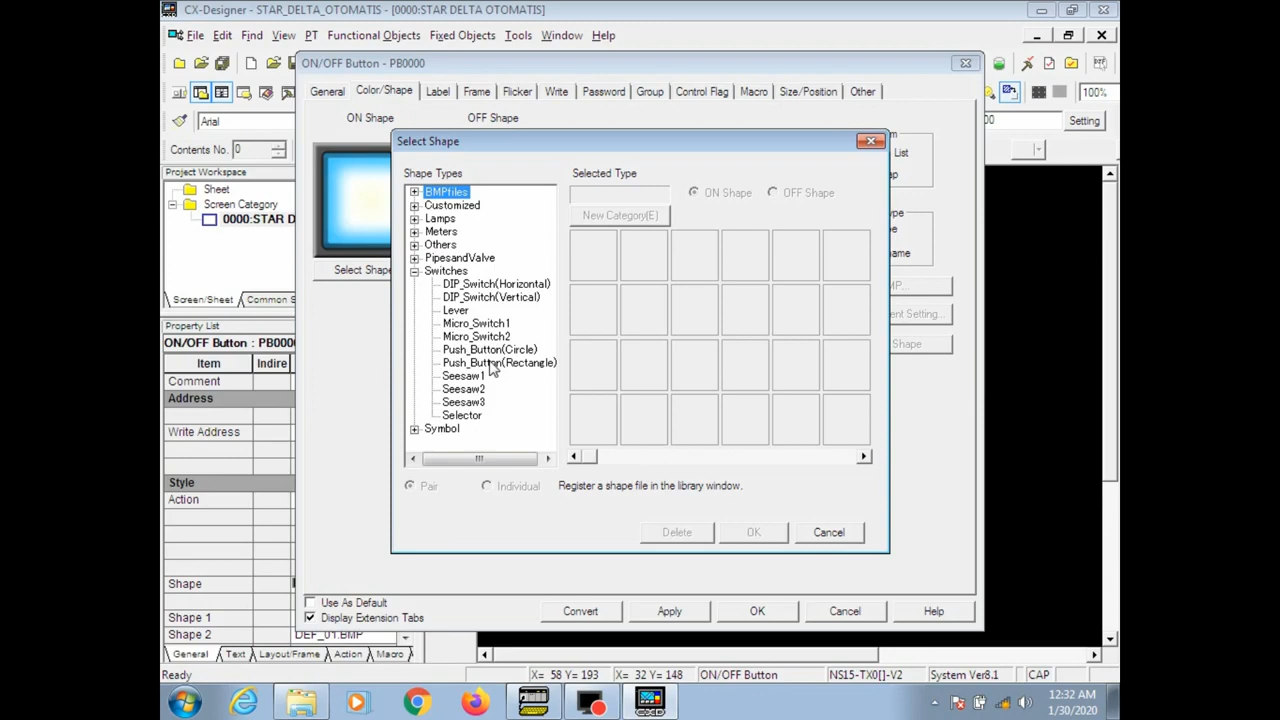 CX-Designer - STAR_DELTA_OTOMATIS - [0000:STAR DELTA OTOMATIS]
File Edit Find View PT Functional Objects Fixed Objects Tools Window Help
ON/OFF Button - PB0000
General Color/Shape Label Frame Flicker Write Password Group Control Flag Macro Size/Position Other
100%
Arial
00
Setting
ON Shape OFF Shape
Contents No. 0
Select Shape
List
Project Workspace
Shape Types
Selected Type
ON Shape OFF Shape
Sheet
BMPfiles
Screen Category
Customized
New Category(E)
0000:STAR D
Lamps
Meters
Others
PipesandValve
Select Shape
Switches
DIP_Switch(Horizontal)
DIP_Switch(Vertical)
Screen/Sheet Common S
Lever
ent Setting...
Micro_Switch1
Property List
Micro_Switch2
ON/OFF Button : PB0000
Push_Button(Circle)
Shape
Item Indire
Push_Button(Rectangle)
Comment
Seesaw1
Address
Seesaw2
Seesaw3
Selector
Write Address
Symbol
Style
Pair Individual Register a shape file in the library window.
Action
Delete OK Cancel
Shape
Use As Default
Convert Apply OK Cancel Help
Shape 1
Display Extension Tabs
Shape 2 DEF_01.BMP
General Text Layout/Frame Action Macro
Ready X= 58 Y= 193 X= 32 Y= 148 ON/OFF Button NS15-TX0[]-V2 System Ver8.1 CAP
12:32 AM
1/30/2020